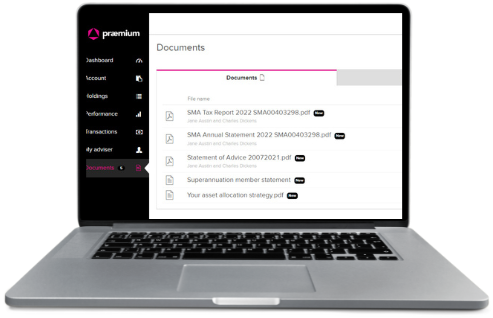 præmium
Dashboard
Account
Holdings
Performance
Transactions
My adviser
Documents 5
Documents
Documents
File name
SMA Tax Report 2022 SMA00403298.pdf New
Jane Austin and Charles Dickens
SMA Annual Statement 2022 SMA00403298.pdf New
Jane Austin and Charles Dickens
Statement of Advice 20072021.pdf New
Jane Austin and Charles Dickens
Superannuation member statement New
Your asset allocation strategy.pdf New